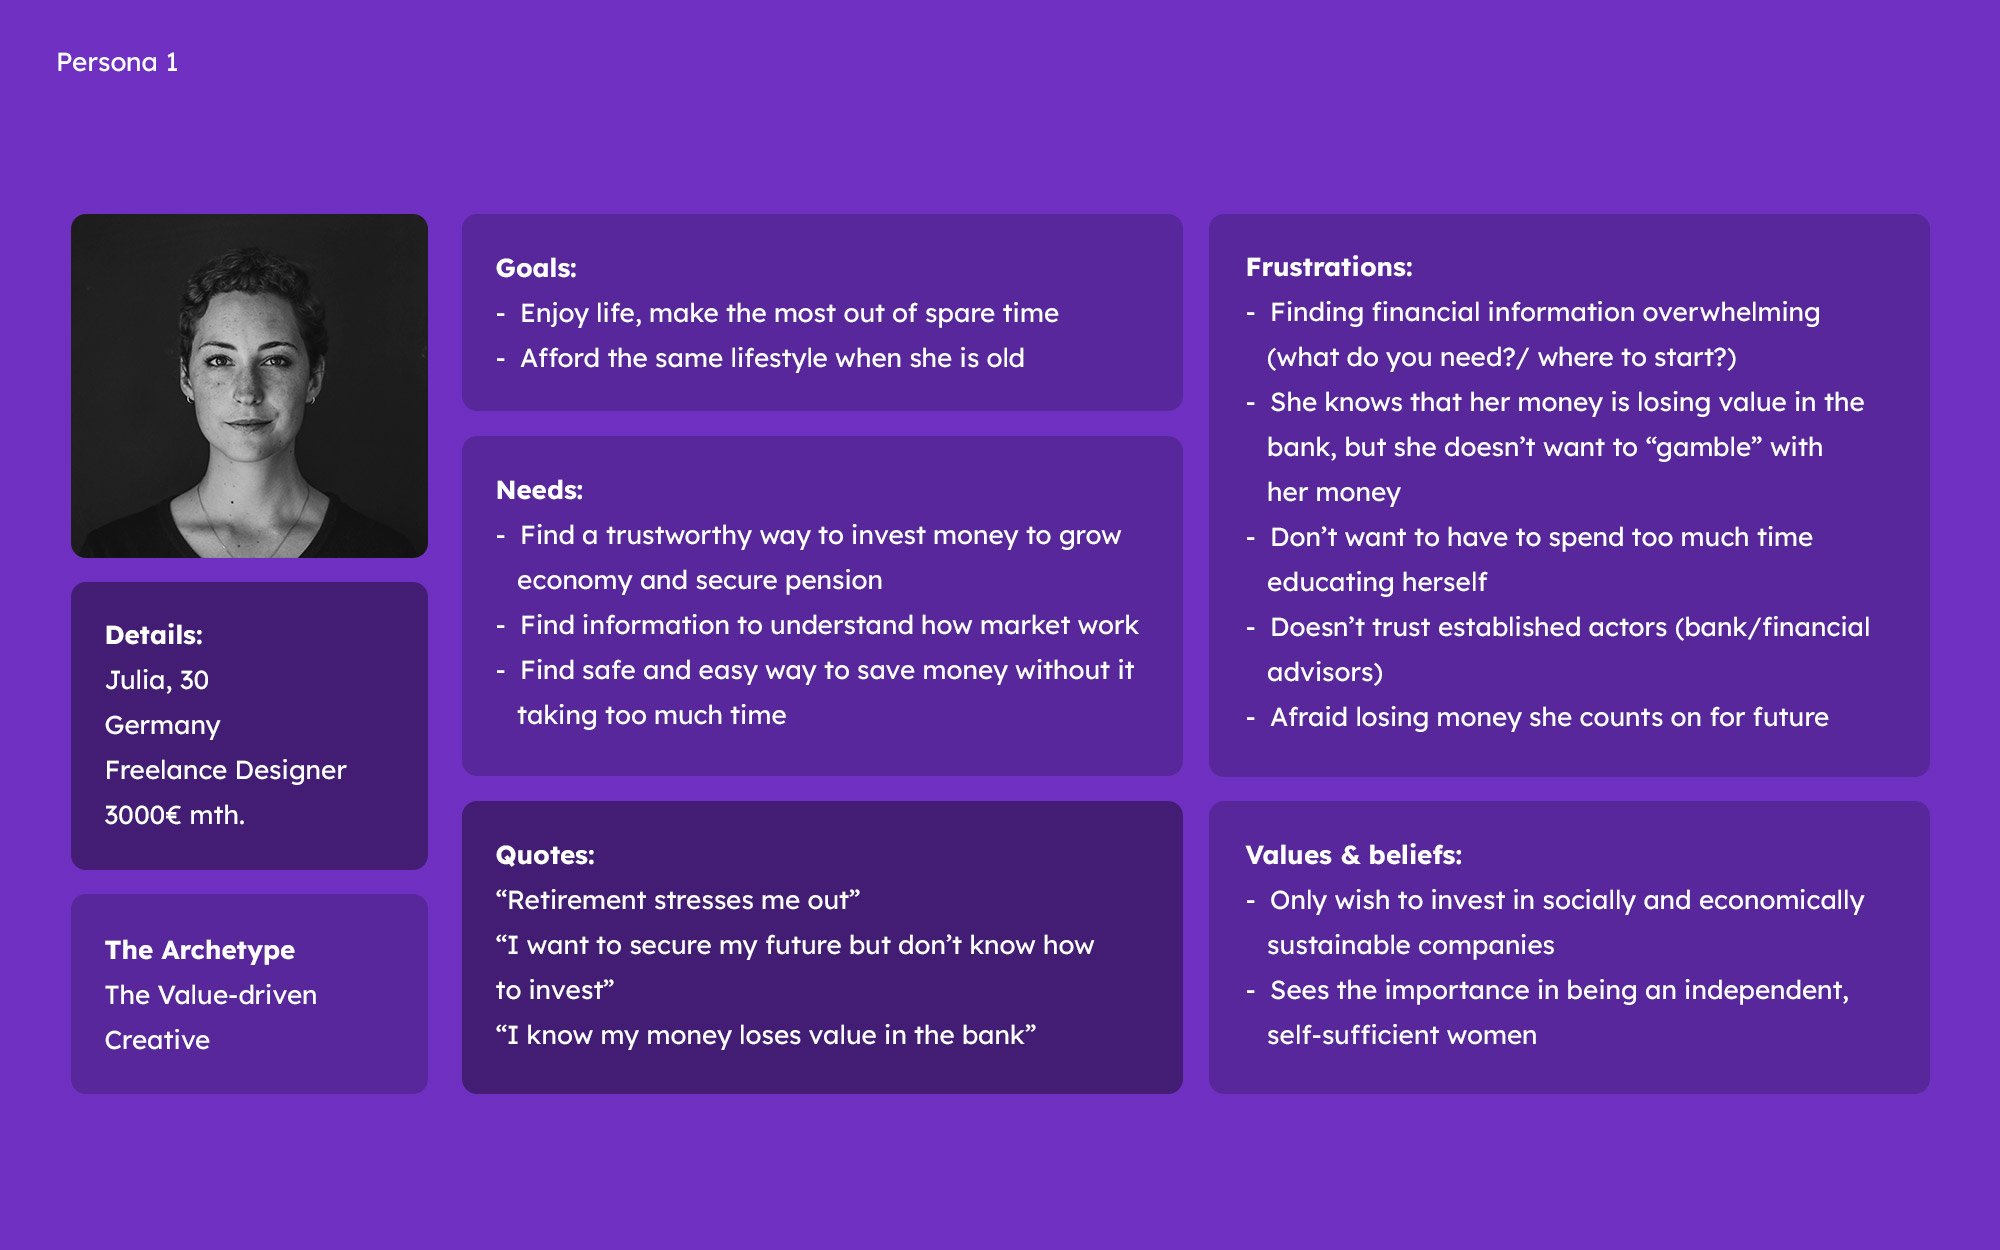 Persona 1
Details:
Julia, 30
Germany
Freelance Designer
3000€ mth.
The Archetype
The Value-driven
Creative
Goals:
- Enjoy life, make the most out of spare time
- Afford the same lifestyle when she is old
Needs:
- Find a trustworthy way to invest money to grow
economy and secure pension
- Find information to understand how market work
- Find safe and easy way to save money without it
taking too much time
Quotes:
“Retirement stresses me out”
“I want to secure my future but don’t know how
to invest”
“I know my money loses value in the bank”
Frustrations:
- Finding financial information overwhelming
(what do you need?/ where to start?)
- She knows that her money is losing value in the
bank, but she doesn’t want to “gamble” with
her money
- Don’t want to have to spend too much time
educating herself
- Doesn’t trust established actors (bank/financial
advisors)
- Afraid losing money she counts on for future
Values & beliefs:
- Only wish to invest in socially and economically
sustainable companies
- Sees the importance in being an independent,
self-sufficient women